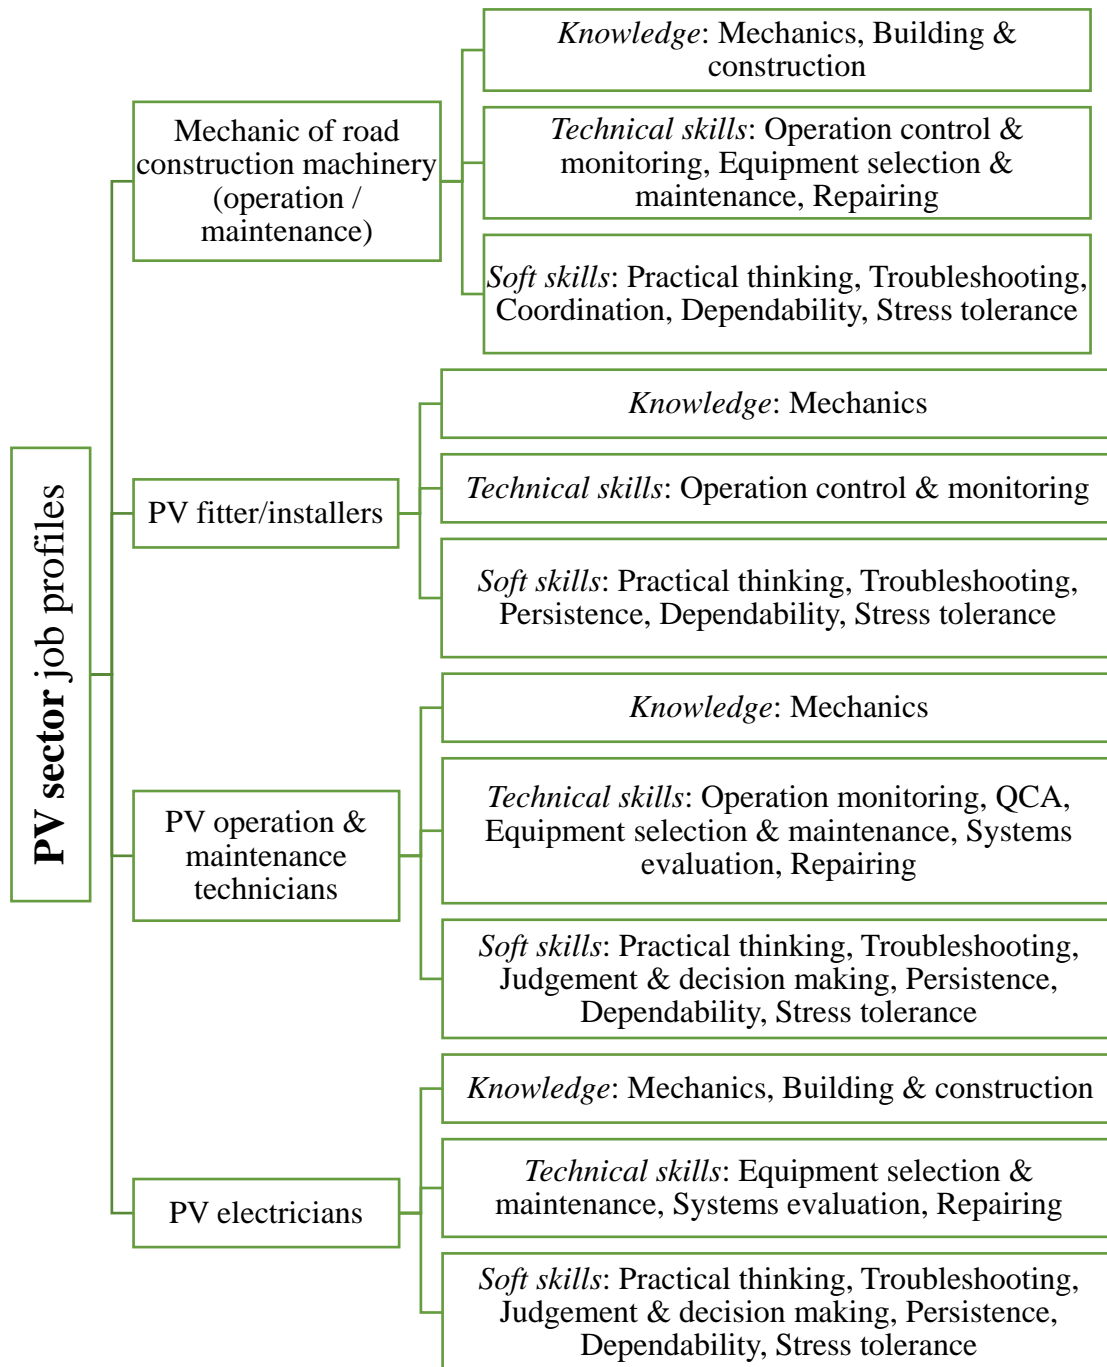 PV sector job profiles
Mechanic of road
construction machinery
(operation /
maintenance)
Knowledge: Mechanics, Building &
construction
Technical skills: Operation control &
monitoring, Equipment selection &
maintenance, Repairing
Soft skills: Practical thinking, Troubleshooting,
Coordination, Dependability, Stress tolerance
PV fitter/installers
Knowledge: Mechanics
Technical skills: Operation control & monitoring
Soft skills: Practical thinking, Troubleshooting,
Persistence, Dependability, Stress tolerance
PV operation &
maintenance
technicians
Knowledge: Mechanics
Technical skills: Operation monitoring, QCA,
Equipment selection & maintenance, Systems
evaluation, Repairing
Soft skills: Practical thinking, Troubleshooting,
Judgement & decision making, Persistence,
Dependability, Stress tolerance
PV electricians
Knowledge: Mechanics, Building & construction
Technical skills: Equipment selection &
maintenance, Systems evaluation, Repairing
Soft skills: Practical thinking, Troubleshooting,
Judgement & decision making, Persistence,
Dependability, Stress tolerance